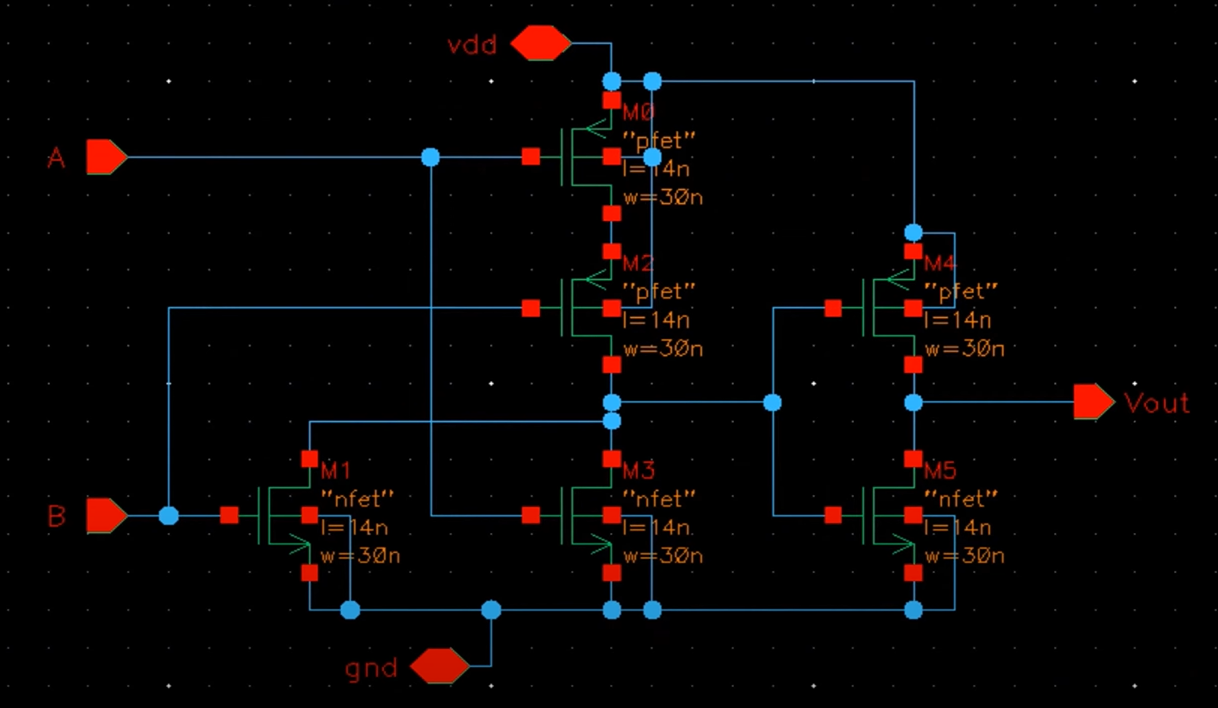 vdd
M0
"pfet"
l=14n
w=30n
A
M2
"pfet"
l=14n
w=30n
M4
"pfet"
l=14n
w=30n
Vout
M1
"nfet"
l=14n
w=30n
M3
"nfet"
l=14n
w=30n
M5
"nfet"
l=14n
w=30n
B
gnd